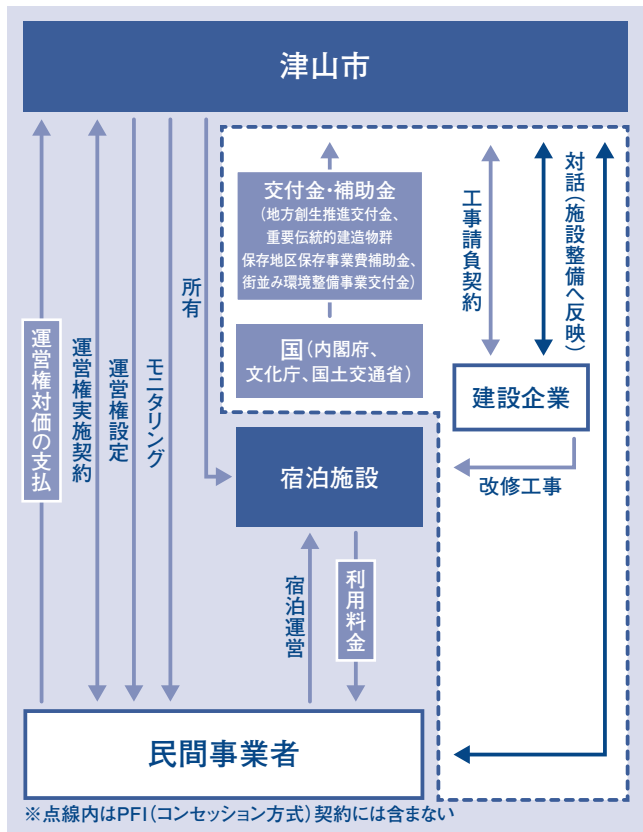 津山市
交付金・補助金
(地方創生推進交付金、
重要伝統的建造物群
保存地区保存事業費補助金、
街並み環境整備事業交付金)
国(内閣府、
文化庁、国土交通省)
工事請負契約
対話(施設整備へ反映)
建設企業
改修工事
所有
宿泊施設
運営権対価の支払
運営権実施契約
運営権設定
モニタリング
宿泊運営
利用料金
民間事業者
※点線内はPFI(コンセッション方式)契約には含まない